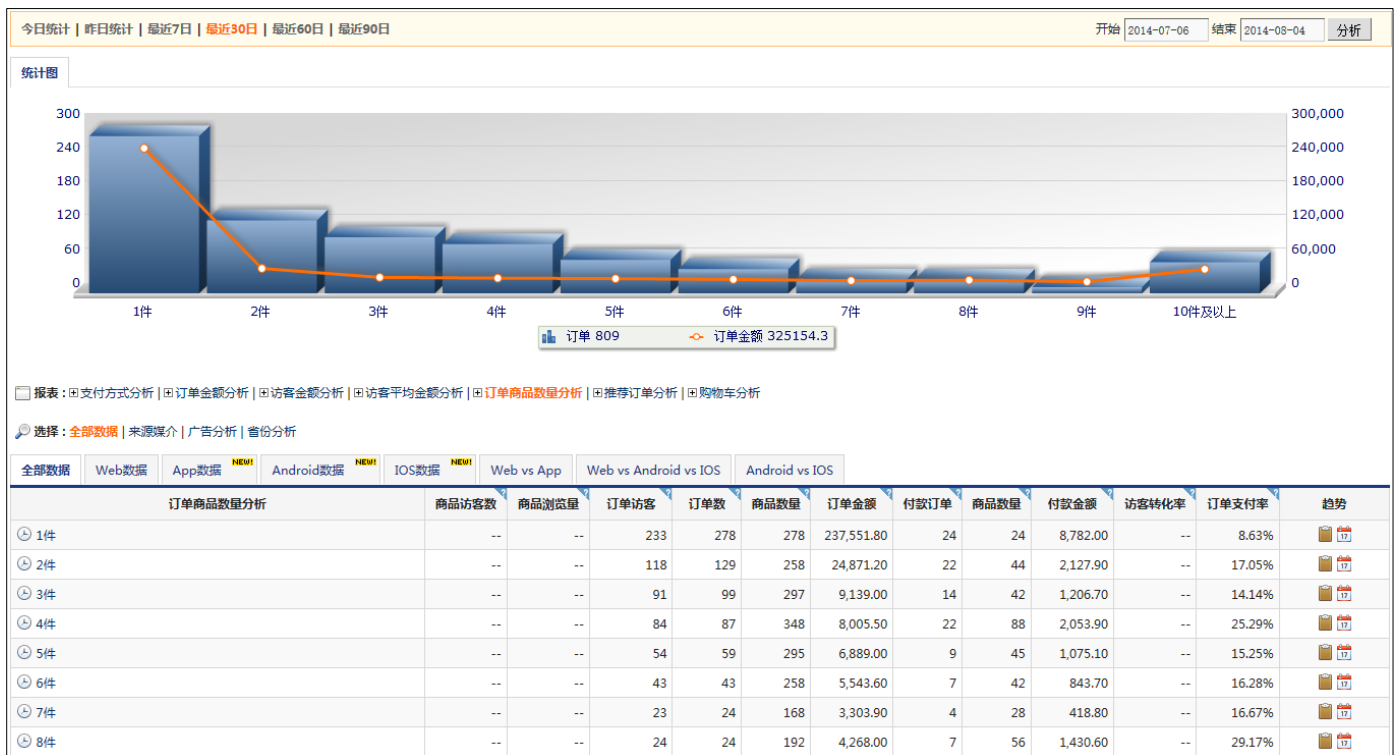 今日统计 | 昨日统计 | 最近7日 | 最近30日 | 最近60日 | 最近90日 开始 2014-07-06 结束 2014-08-04 分析
统计图
300 300,000
240 240,000
180 180,000
120 120,000
60 60,000
0 0
1件 2件 3件 4件 5件 6件 7件 8件 9件 10件及以上
订单 809 订单金额 325154.3
报表 : 支付方式分析 | 订单金额分析 | 访客金额分析 | 访客平均金额分析 | 订单商品数量分析 | 推荐订单分析 | 购物车分析
选择 : 全部数据 | 来源媒介 | 广告分析 | 省份分析
全部数据 Web数据 App数据 NEW! Android数据 NEW! IOS数据 NEW! Web vs App Web vs Android vs IOS Android vs IOS
订单商品数量分析 商品访客数 ? 商品浏览量 ? 订单访客 ? 订单数 ? 商品数量 ? 订单金额 ? 付款订单 ? 商品数量 ? 付款金额 ? 访客转化率 ? 订单支付率 ? 趋势
1件 -- -- 233 278 278 237,551.80 24 24 8,782.00 -- 8.63% 17
2件 -- -- 118 129 258 24,871.20 22 44 2,127.90 -- 17.05% 17
3件 -- -- 91 99 297 9,139.00 14 42 1,206.70 -- 14.14% 17
4件 -- -- 84 87 348 8,005.50 22 88 2,053.90 -- 25.29% 17
5件 -- -- 54 59 295 6,889.00 9 45 1,075.10 -- 15.25% 17
6件 -- -- 43 43 258 5,543.60 7 42 843.70 -- 16.28% 17
7件 -- -- 23 24 168 3,303.90 4 28 418.80 -- 16.67% 17
8件 -- -- 24 24 192 4,268.00 7 56 1,430.60 -- 29.17% 17